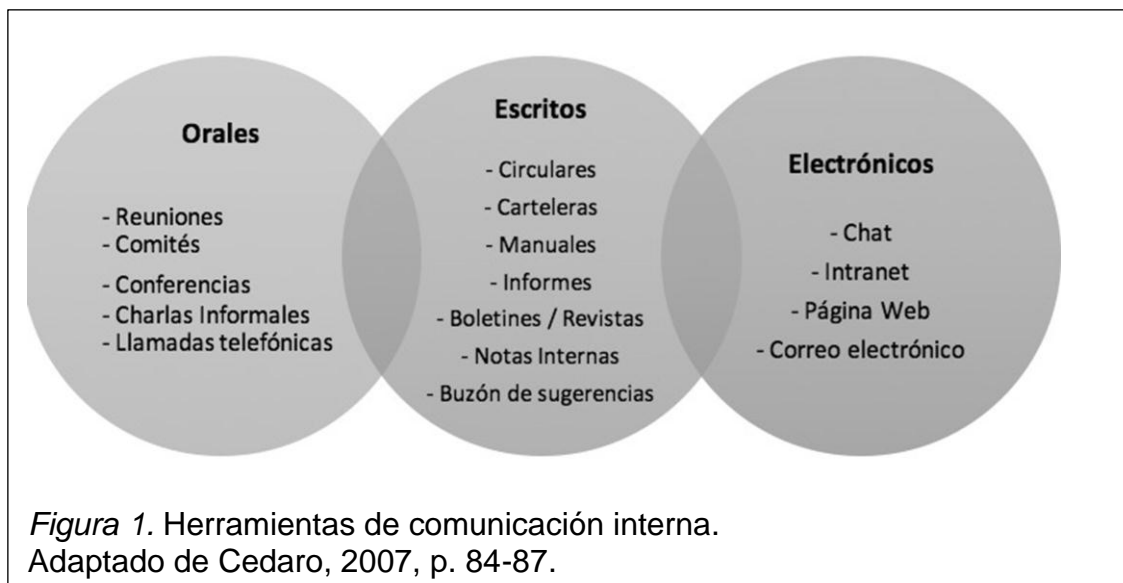 Orales
- Reuniones
- Comités
- Conferencias
- Charlas Informales
- Llamadas telefónicas
Escritos
- Circulares
- Carteleras
- Manuales
- Informes
- Boletines / Revistas
- Notas Internas
- Buzón de sugerencias
Electrónicos
- Chat
- Intranet
- Página Web
- Correo electrónico
Figura 1. Herramientas de comunicación interna.
Adaptado de Cedaro, 2007, p. 84-87.